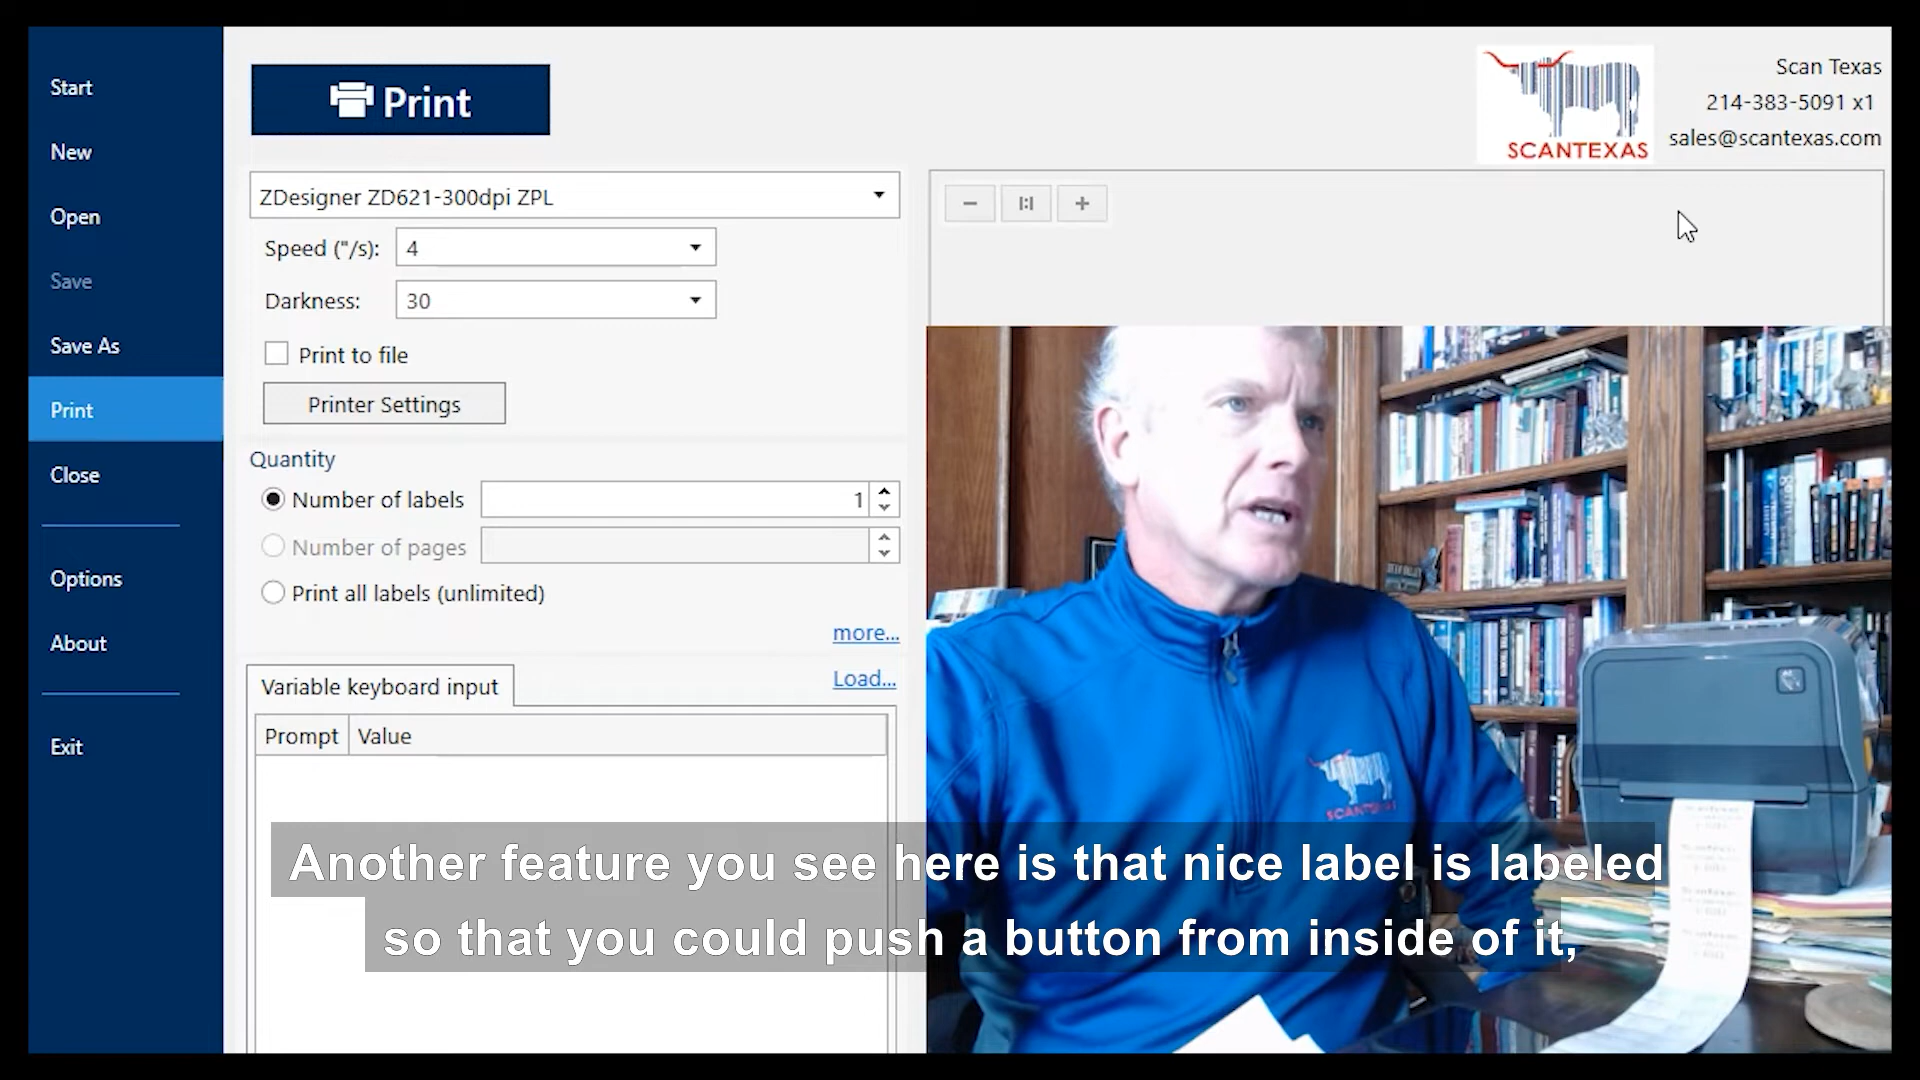 Start
New
Open
Save
Save As
Print
Close
Options
About
Exit
Print
ZDesigner ZD621-300dpi ZPL
Speed ("/s): 4
Darkness: 30
Print to file
Printer Settings
Quantity
Number of labels 1
Number of pages
Print all labels (unlimited)
more...
Variable keyboard input
Load...
Prompt Value
SCANTEXAS
Scan Texas
214-383-5091 x1
sales@scantexas.com
1:1
Another feature you see here is that nice label is labeled
so that you could push a button from inside of it,